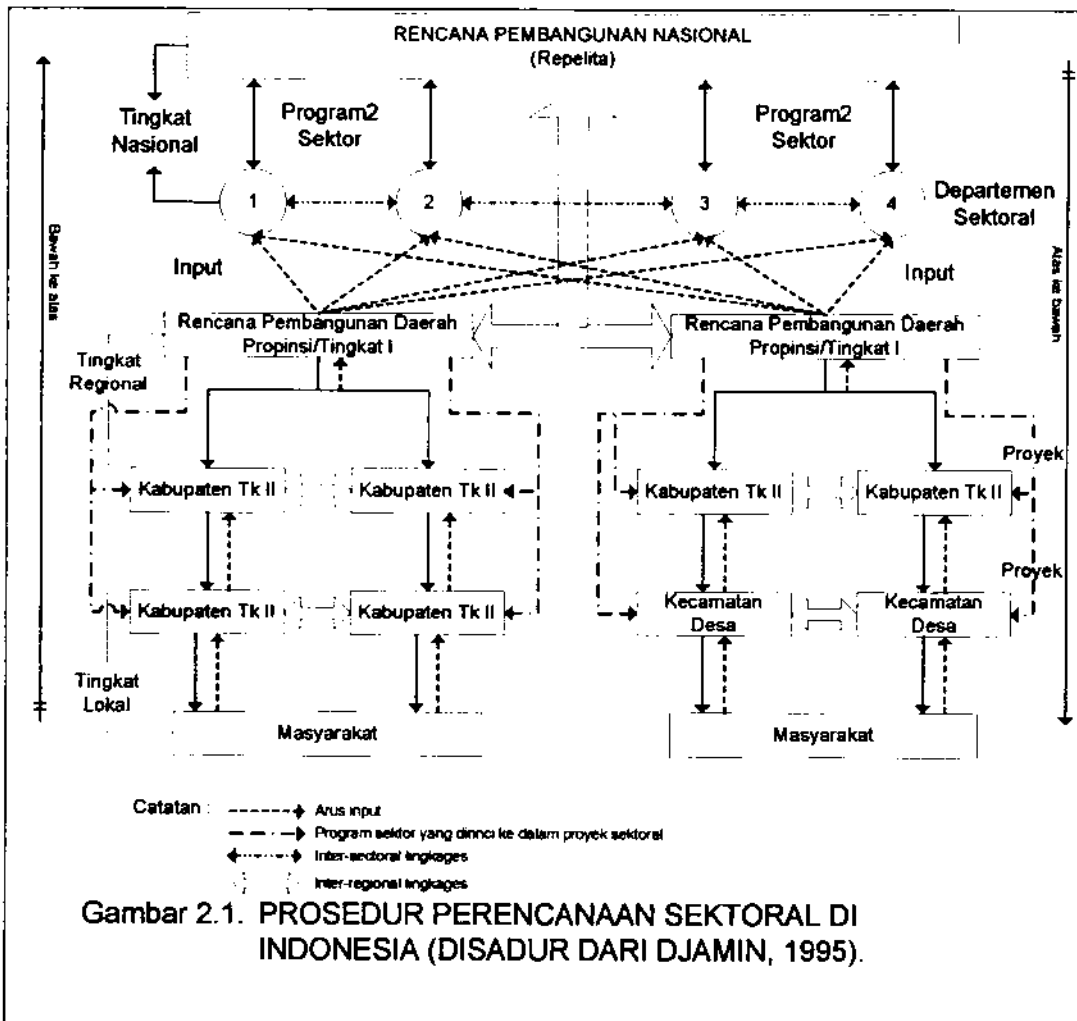 RENCANA PEMBANGUNAN NASIONAL
(Repelita)
Tingkat
Nasional
Program2
Sektor
Program2
Sektor
1
2
3
4
Departemen
Sektoral
Bawah ke atas
Atas ke bawah
Input
Input
Rencana Pembangunan Daerah
Propinsi/Tingkat I
Rencana Pembangunan Daerah
Propinsi/Tingkat I
Tingkat
Regional
Proyek
Kabupaten Tk II
Kabupaten Tk II
Kabupaten Tk II
Kabupaten Tk II
Proyek
Kabupaten Tk II
Kabupaten Tk II
Kecamatan
Desa
Kecamatan
Desa
Tingkat
Lokal
Masyarakat
Masyarakat
Catatan :
Arus input
Program sektor yang dirinci ke dalam proyek sektoral
Inter-sectoral lingkages
Inter-regional lingkages
Gambar 2.1. PROSEDUR PERENCANAAN SEKTORAL DI
INDONESIA (DISADUR DARI DJAMIN, 1995).